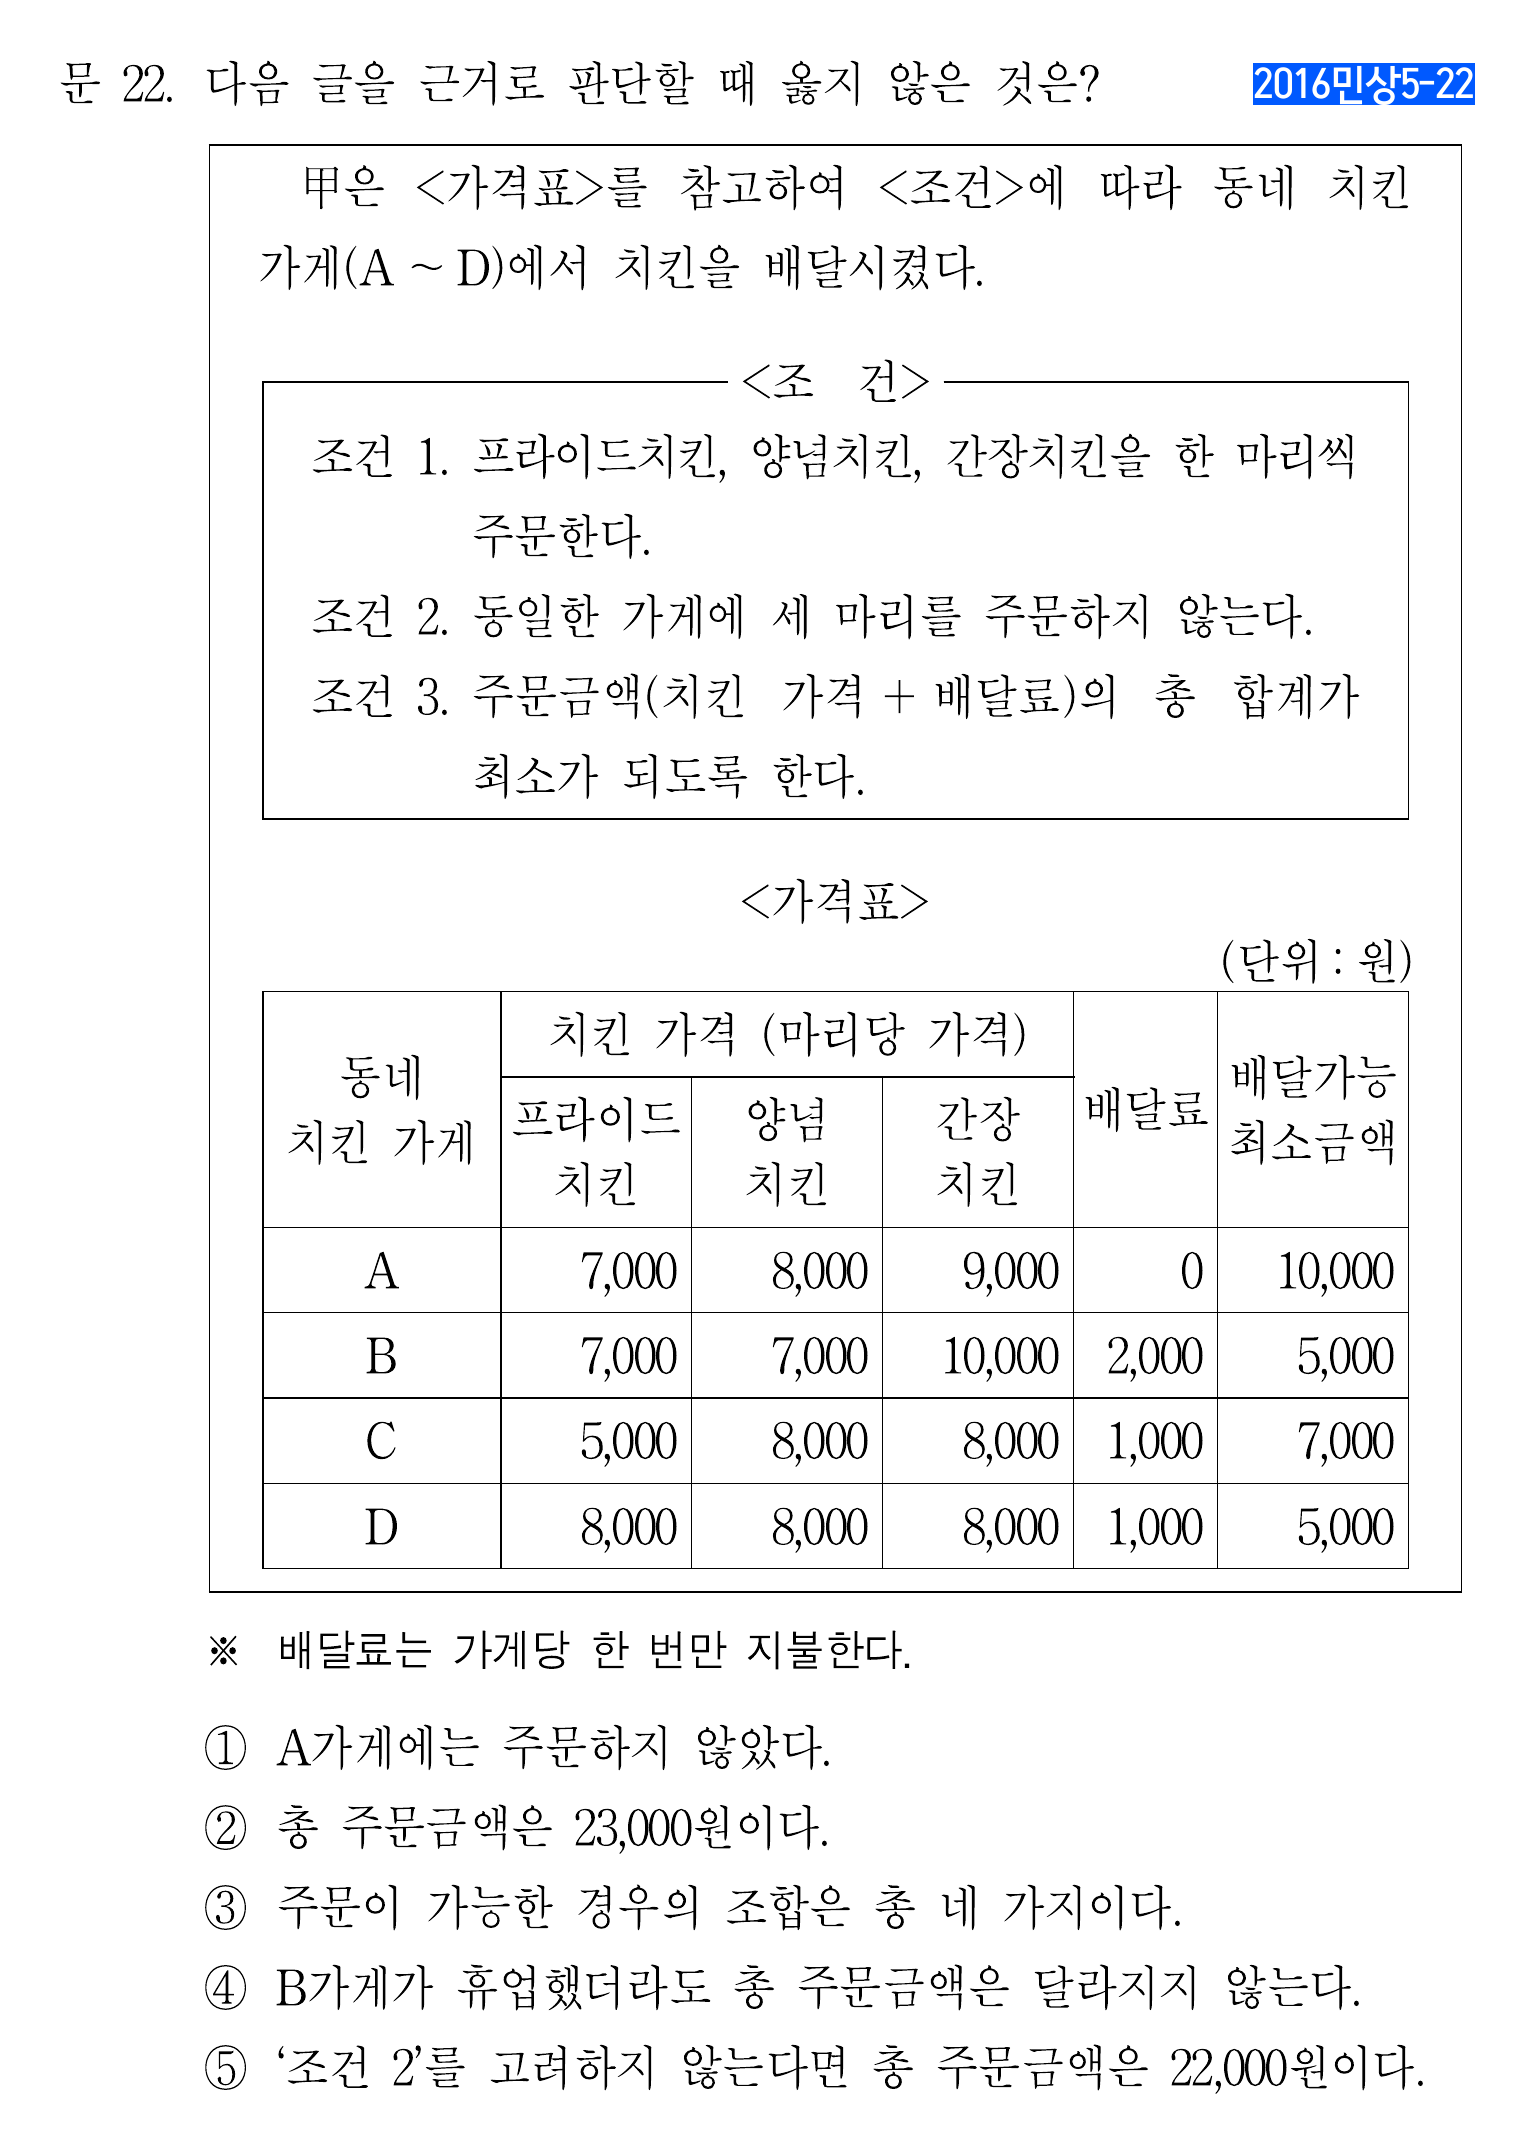 문 22. 다음 글을 근거로 판단할 때 옳지 않은 것은?
2016민상5-22
甲은 <가격표>를 참고하여 <조건>에 따라 동네 치킨
가게(A ~ D)에서 치킨을 배달시켰다.
<조 건>
조건 1. 프라이드치킨, 양념치킨, 간장치킨을 한 마리씩
주문한다.
조건 2. 동일한 가게에 세 마리를 주문하지 않는다.
조건 3. 주문금액(치킨 가격 + 배달료)의 총 합계가
최소가 되도록 한다.
<가격표>
(단위 : 원)
동네
치킨 가게
치킨 가격 (마리당 가격)
프라이드
치킨
양념
치킨
간장
치킨
배달료
배달가능
최소금액
A 7,000 8,000 9,000 0 10,000
B 7,000 7,000 10,000 2,000 5,000
C 5,000 8,000 8,000 1,000 7,000
D 8,000 8,000 8,000 1,000 5,000
※ 배달료는 가게당 한 번만 지불한다.
① A가게에는 주문하지 않았다.
② 총 주문금액은 23,000원이다.
③ 주문이 가능한 경우의 조합은 총 네 가지이다.
④ B가게가 휴업했더라도 총 주문금액은 달라지지 않는다.
⑤ ‘조건 2’를 고려하지 않는다면 총 주문금액은 22,000원이다.